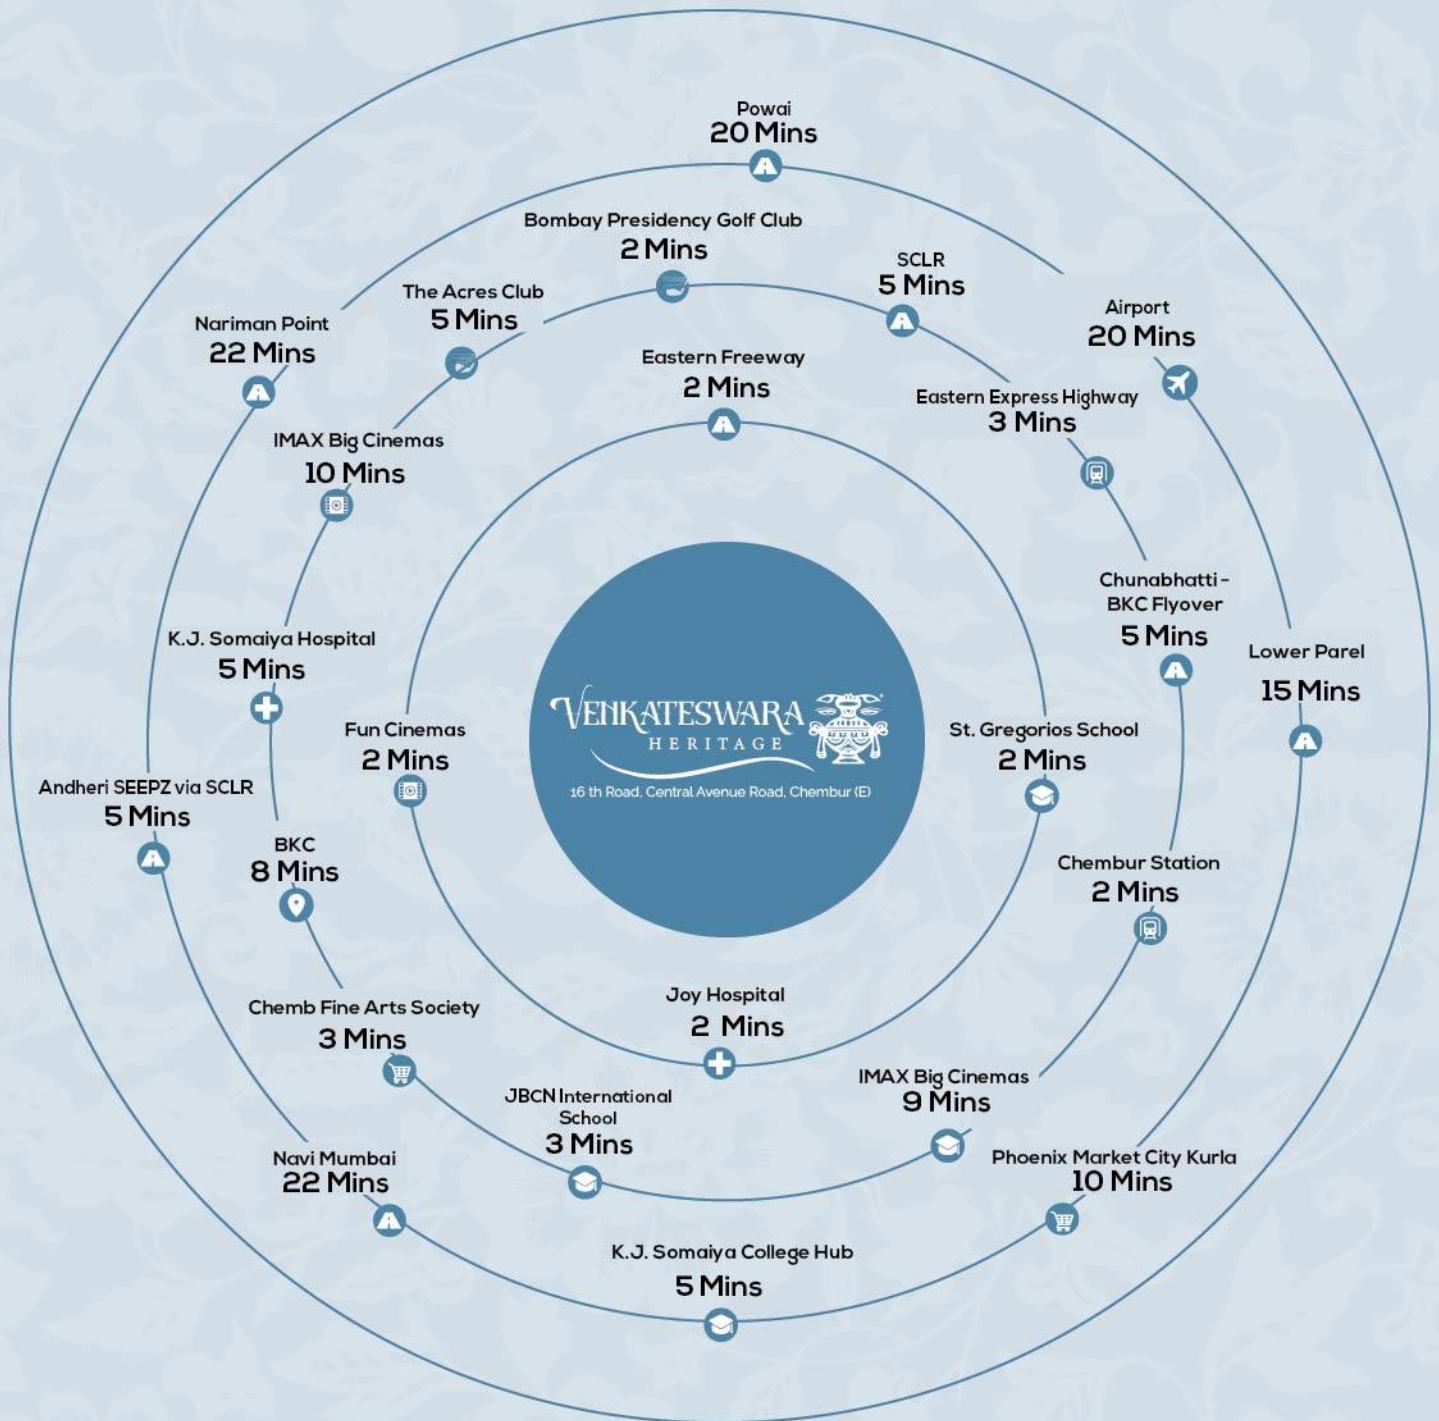 Powai
20 Mins
Bombay Presidency Golf Club
2 Mins
SCLR
5 Mins
The Acres Club
5 Mins
Airport
20 Mins
Nariman Point
22 Mins
Eastern Freeway
2 Mins
Eastern Express Highway
3 Mins
IMAX Big Cinemas
10 Mins
Chunabhatti -
BKC Flyover
5 Mins
K.J. Somaiya Hospital
5 Mins
Lower Parel
15 Mins
VENKATESWARA
HERITAGE
16 th Road, Central Avenue Road, Chembur (E)
Fun Cinemas
2 Mins
St. Gregorios School
2 Mins
Andheri SEEPZ via SCLR
5 Mins
BKC
8 Mins
Chembur Station
2 Mins
Chemb Fine Arts Society
3 Mins
Joy Hospital
2 Mins
IMAX Big Cinemas
9 Mins
JBCN International
School
3 Mins
Navi Mumbai
22 Mins
Phoenix Market City Kurla
10 Mins
K.J. Somaiya College Hub
5 Mins